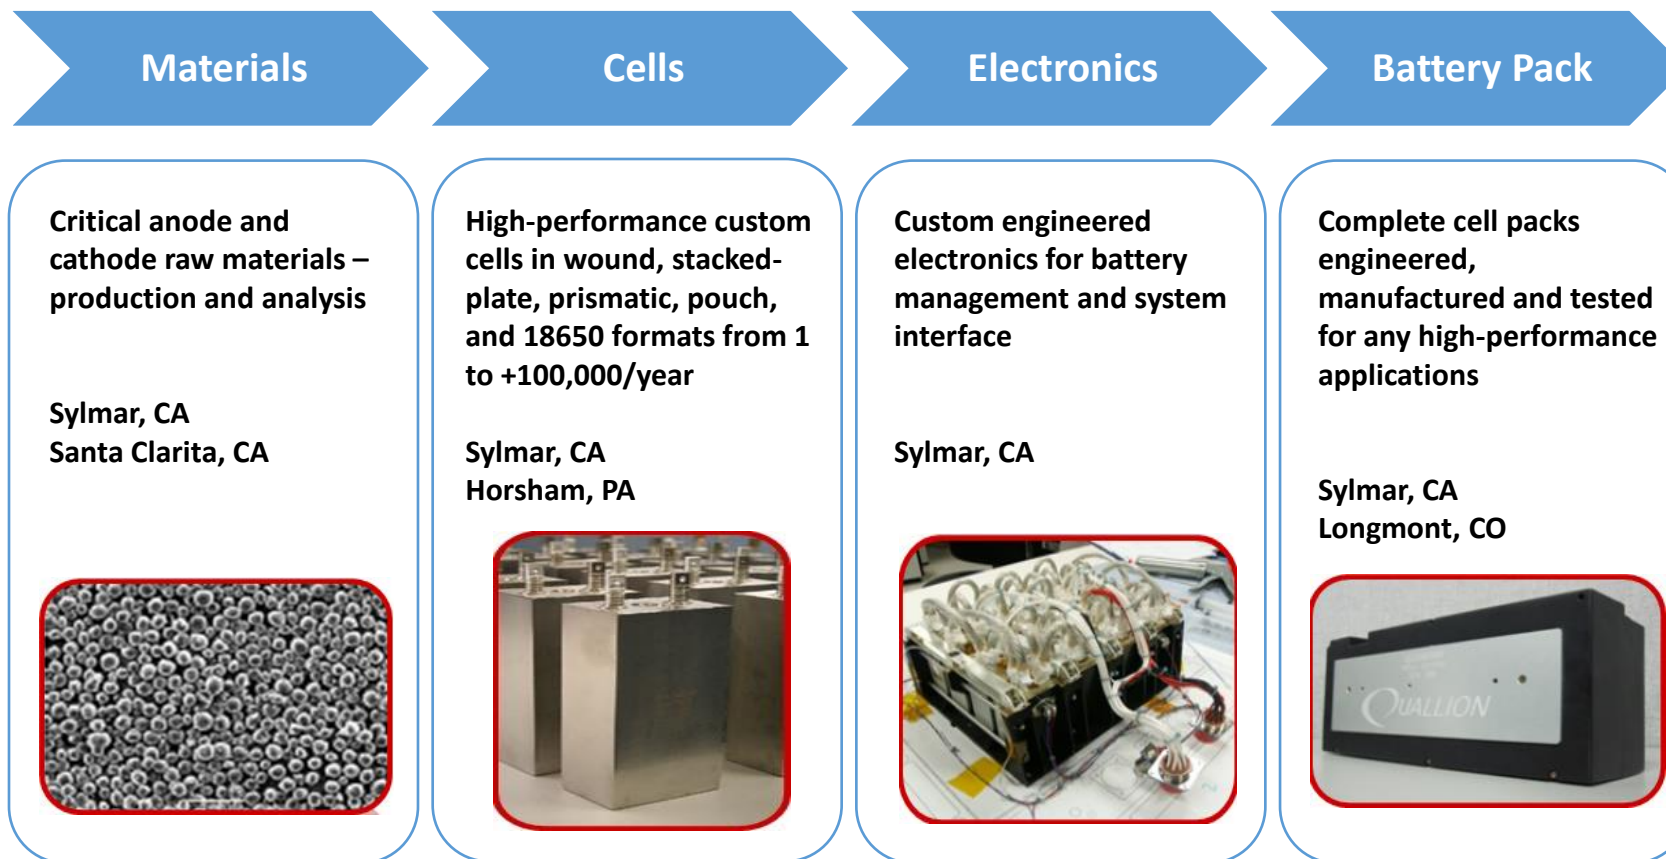 Materials
Cells
Electronics
Battery Pack
Critical anode and
cathode raw materials –
production and analysis
Sylmar, CA
Santa Clarita, CA
High-performance custom
cells in wound, stacked-
plate, prismatic, pouch,
and 18650 formats from 1
to +100,000/year
Sylmar, CA
Horsham, PA
Custom engineered
electronics for battery
management and system
interface
Sylmar, CA
Complete cell packs
engineered,
manufactured and tested
for any high-performance
applications
Sylmar, CA
Longmont, CO
QUALLION